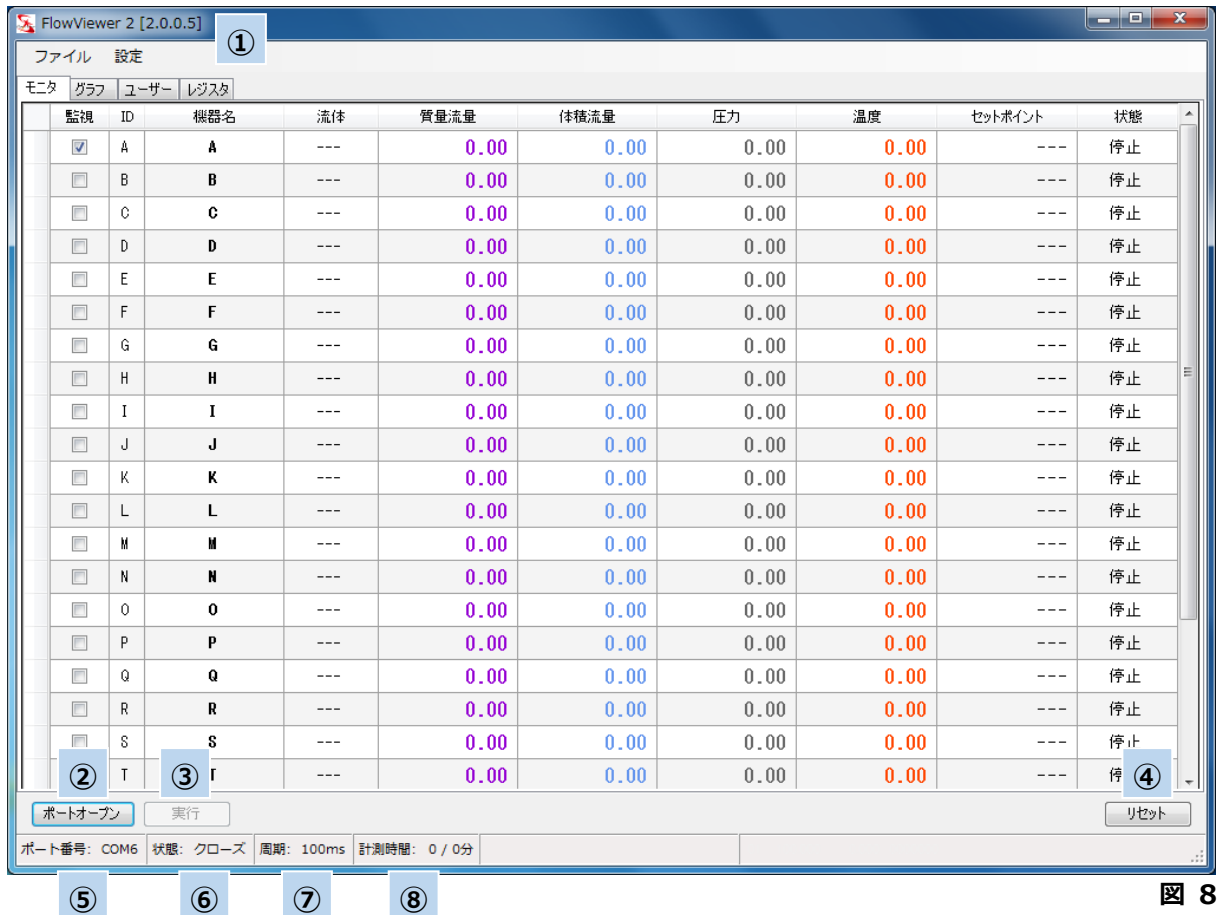 FlowViewer 2 [2.0.0.5]
①
ファイル 設定
モニタ グラフ ユーザー レジスタ
監視 ID 機器名 流体 質量流量 体積流量 圧力 温度 セットポイント 状態
A A --- 0.00 0.00 0.00 0.00 --- 停止
B B --- 0.00 0.00 0.00 0.00 --- 停止
C C --- 0.00 0.00 0.00 0.00 --- 停止
D D --- 0.00 0.00 0.00 0.00 --- 停止
E E --- 0.00 0.00 0.00 0.00 --- 停止
F F --- 0.00 0.00 0.00 0.00 --- 停止
G G --- 0.00 0.00 0.00 0.00 --- 停止
H H --- 0.00 0.00 0.00 0.00 --- 停止
I I --- 0.00 0.00 0.00 0.00 --- 停止
J J --- 0.00 0.00 0.00 0.00 --- 停止
K K --- 0.00 0.00 0.00 0.00 --- 停止
L L --- 0.00 0.00 0.00 0.00 --- 停止
M M --- 0.00 0.00 0.00 0.00 --- 停止
N N --- 0.00 0.00 0.00 0.00 --- 停止
O O --- 0.00 0.00 0.00 0.00 --- 停止
P P --- 0.00 0.00 0.00 0.00 --- 停止
Q Q --- 0.00 0.00 0.00 0.00 --- 停止
R R --- 0.00 0.00 0.00 0.00 --- 停止
S S --- 0.00 0.00 0.00 0.00 --- 停止
② T ③ T --- 0.00 0.00 0.00 0.00 --- 停 ④
ポートオープン 実行 リセット
ポート番号: COM6 状態: クローズ 周期: 100ms 計測時間: 0 / 0分
⑤ ⑥ ⑦ ⑧
図 8